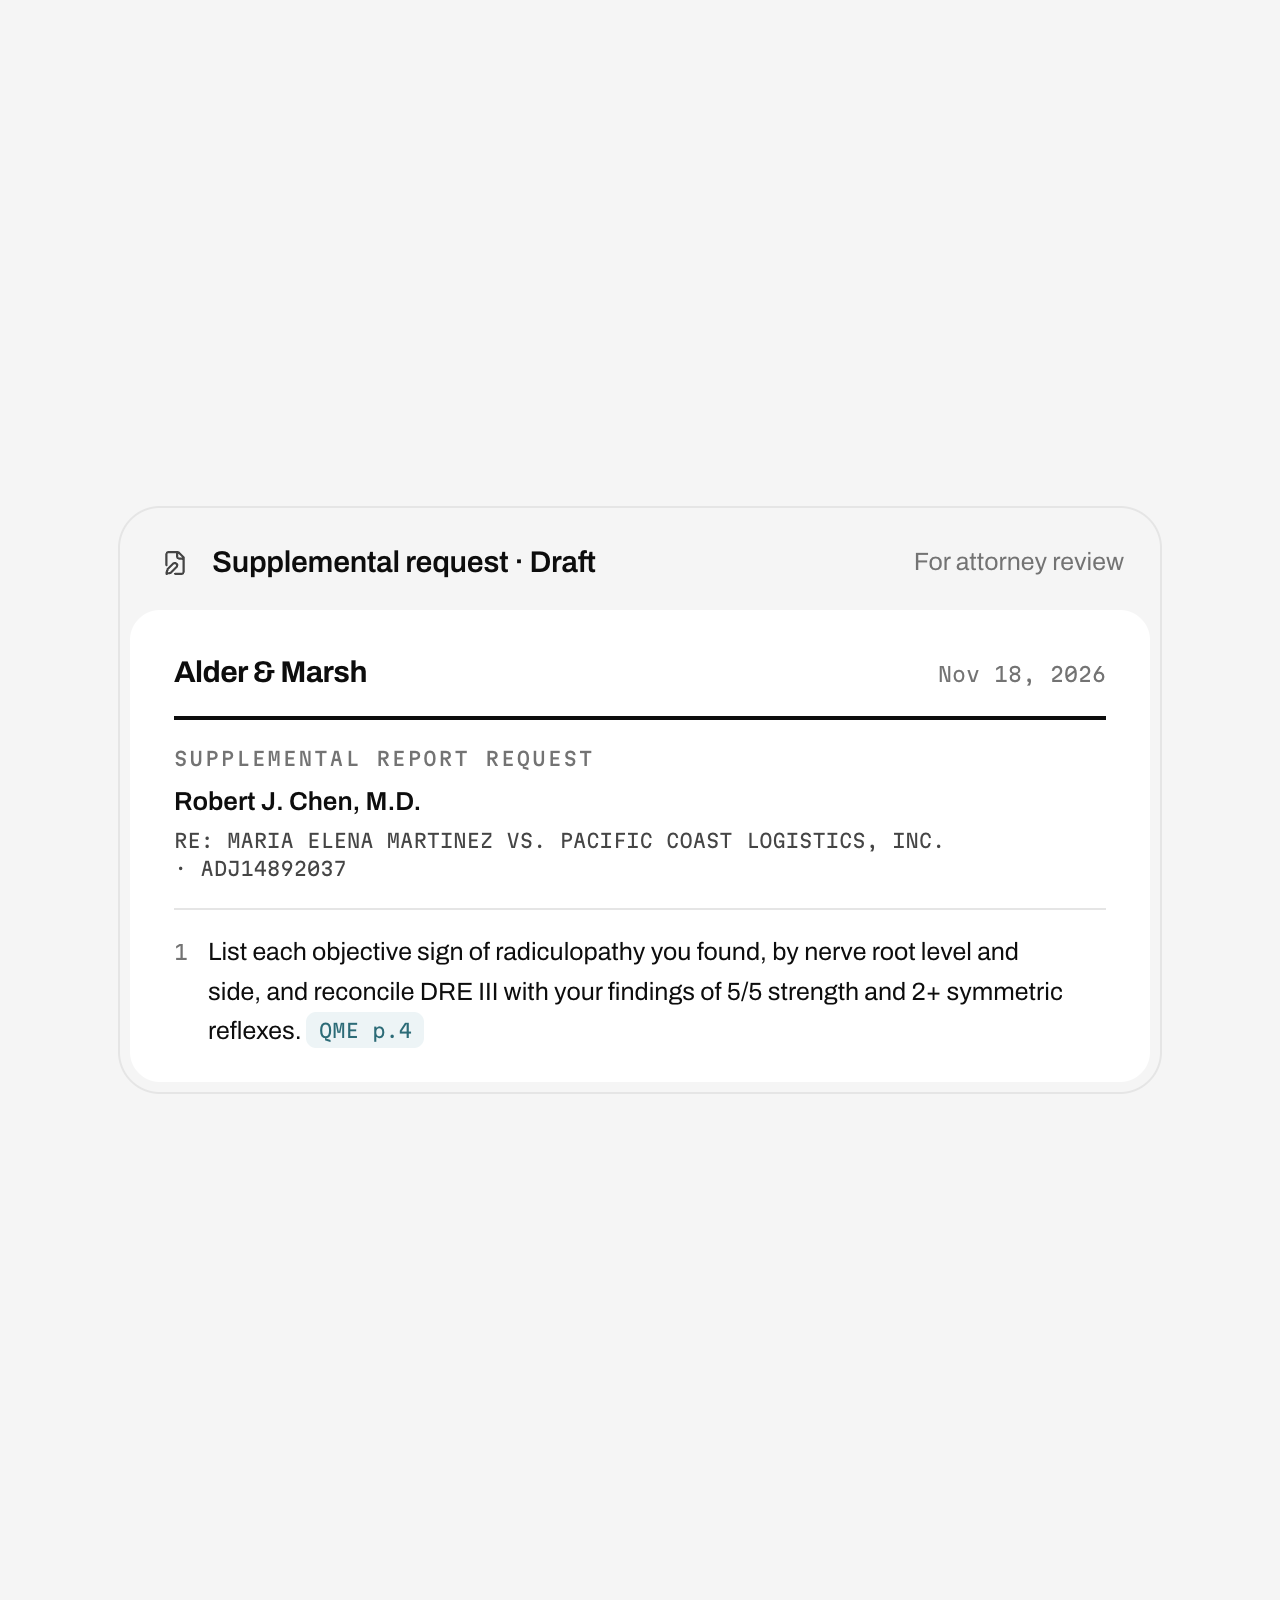 Supplemental request · Draft
For attorney review
Alder & Marsh
Nov 18, 2026
SUPPLEMENTAL REPORT REQUEST
Robert J. Chen, M.D.
RE: MARIA ELENA MARTINEZ VS. PACIFIC COAST LOGISTICS, INC.
· ADJ14892037
1 List each objective sign of radiculopathy you found, by nerve root level and
side, and reconcile DRE III with your findings of 5/5 strength and 2+ symmetric
reflexes. QME p.4